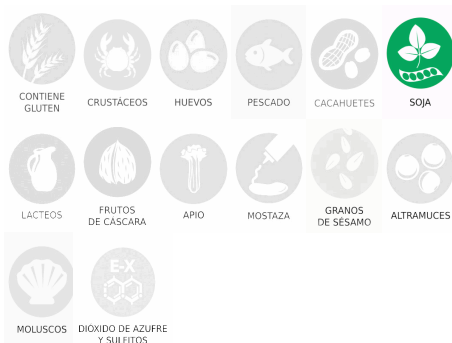 CONTIENE
GLUTEN
CRUSTÁCEOS
HUEVOS
PESCADO
CACAHUETES
SOJA
LACTEOS
FRUTOS
DE CÁSCARA
APIO
MOSTAZA
GRANOS
DE SÉSAMO
ALTRAMUCES
MOLUSCOS
E-X
DIÓXIDO DE AZUFRE
Y SULFITOS